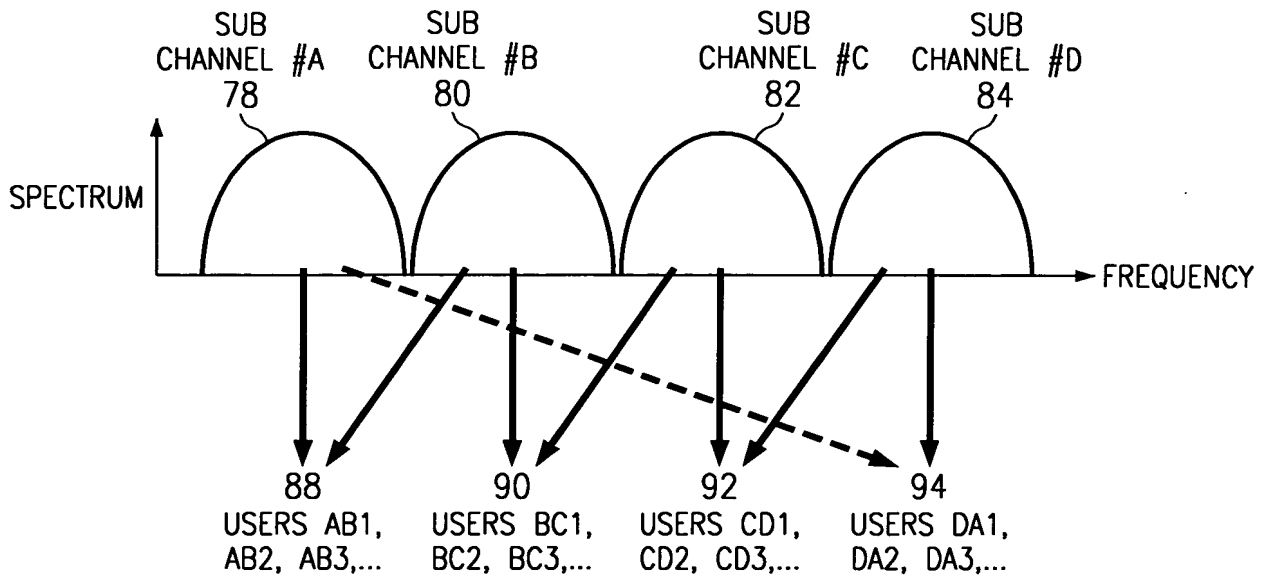 SUB
CHANNEL #A
78
SUB
CHANNEL #B
80
SUB
CHANNEL #C
82
SUB
CHANNEL #D
84
SPECTRUM
FREQUENCY
88
USERS AB1,
AB2, AB3,...
90
USERS BC1,
BC2, BC3,...
92
USERS CD1,
CD2, CD3,...
94
USERS DA1,
DA2, DA3,...